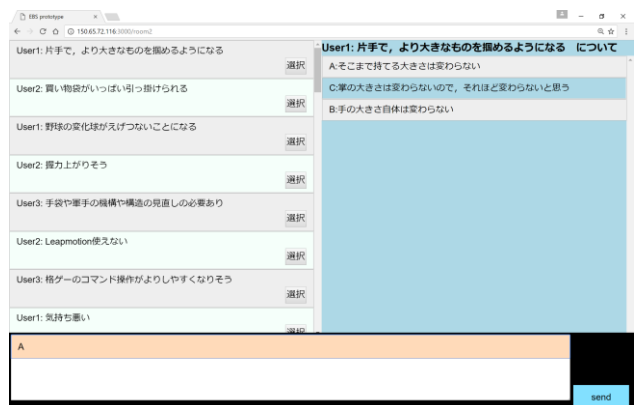 EBS prototype
150.65.72.116:3000/room2
User1: 片手で，より大きなものを掴めるようになる
選択
User2: 買い物袋がいっぱい引っ掛けられる
選択
User1: 野球の変化球がえげつないことになる
選択
User2: 握力上がりそう
選択
User3: 手袋や軍手の機構や構造の見直しの必要あり
選択
User2: Leapmotion使えない
選択
User3: 格ゲーのコマンド操作がよりしやすくなりそう
選択
User1: 気持ち悪い
選択
User1: 片手で，より大きなものを掴めるようになる　について
A:そこまで持てる大きさは変わらない
C:掌の大きさは変わらないので，それほど変わらないと思う
B:手の大きさ自体は変わらない
A
send